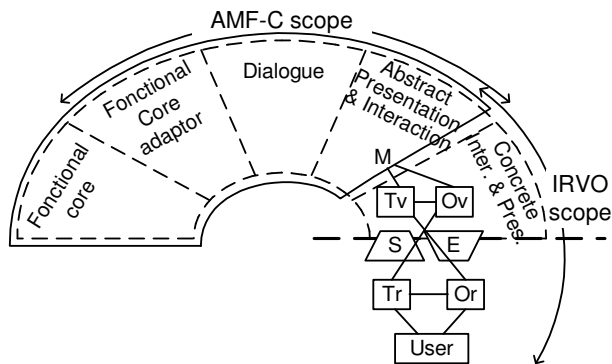 AMF-C scope
Fonctional core
Fonctional
Core
adaptor
Dialogue
Abstract
Presentation
& Interaction
Concrete
Inter. & Pres.
IRVO
scope
M
Tv Ov
S E
Tr Or
User